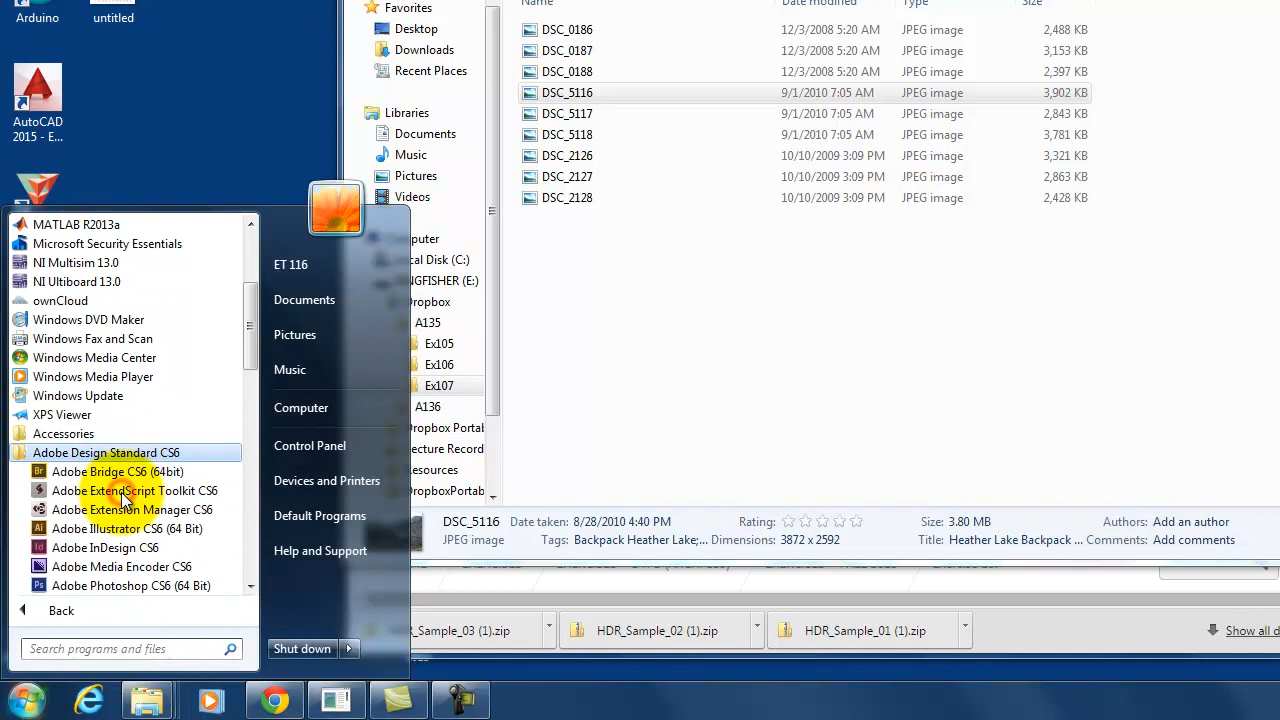 Arduino
untitled
AutoCAD
2015 - E...
Favorites
Desktop
Downloads
Recent Places
Libraries
Documents
Music
Pictures
Videos
Computer
ocal Disk (C:)
NGFISHER (E:)
Dropbox
A135
Ex105
Ex106
Ex107
A136
Dropbox Portab
ecture Record
DropboxPortab
Name Date modified Type Size
DSC_0186 12/3/2008 5:20 AM JPEG image 2,488 KB
DSC_0187 12/3/2008 5:20 AM JPEG image 3,153 KB
DSC_0188 12/3/2008 5:20 AM JPEG image 2,397 KB
DSC_5116 9/1/2010 7:05 AM JPEG image 3,902 KB
DSC_5117 9/1/2010 7:05 AM JPEG image 2,843 KB
DSC_5118 9/1/2010 7:05 AM JPEG image 3,781 KB
DSC_2126 10/10/2009 3:09 PM JPEG image 3,321 KB
DSC_2127 10/10/2009 3:09 PM JPEG image 2,863 KB
DSC_2128 10/10/2009 3:09 PM JPEG image 2,428 KB
DSC_5116 Date taken: 8/28/2010 4:40 PM Rating: Size: 3.80 MB Authors: Add an author
JPEG image Tags: Backpack Heather Lake;... Dimensions: 3872 x 2592 Title: Heather Lake Backpack ... Comments: Add comments
MATLAB R2013a
Microsoft Security Essentials
NI Multisim 13.0
NI Ultiboard 13.0
ownCloud
Windows DVD Maker
Windows Fax and Scan
Windows Media Center
Windows Media Player
Windows Update
XPS Viewer
Accessories
Adobe Design Standard CS6
Br Adobe Bridge CS6 (64bit)
Adobe ExtendScript Toolkit CS6
Adobe Extension Manager CS6
Ai Adobe Illustrator CS6 (64 Bit)
Id Adobe InDesign CS6
Adobe Media Encoder CS6
Ps Adobe Photoshop CS6 (64 Bit)
Back
Search programs and files
ET 116
Documents
Pictures
Music
Computer
Control Panel
Devices and Printers
Default Programs
Help and Support
Shut down
R_Sample_03 (1).zip
HDR_Sample_02 (1).zip
HDR_Sample_01 (1).zip
Show all d